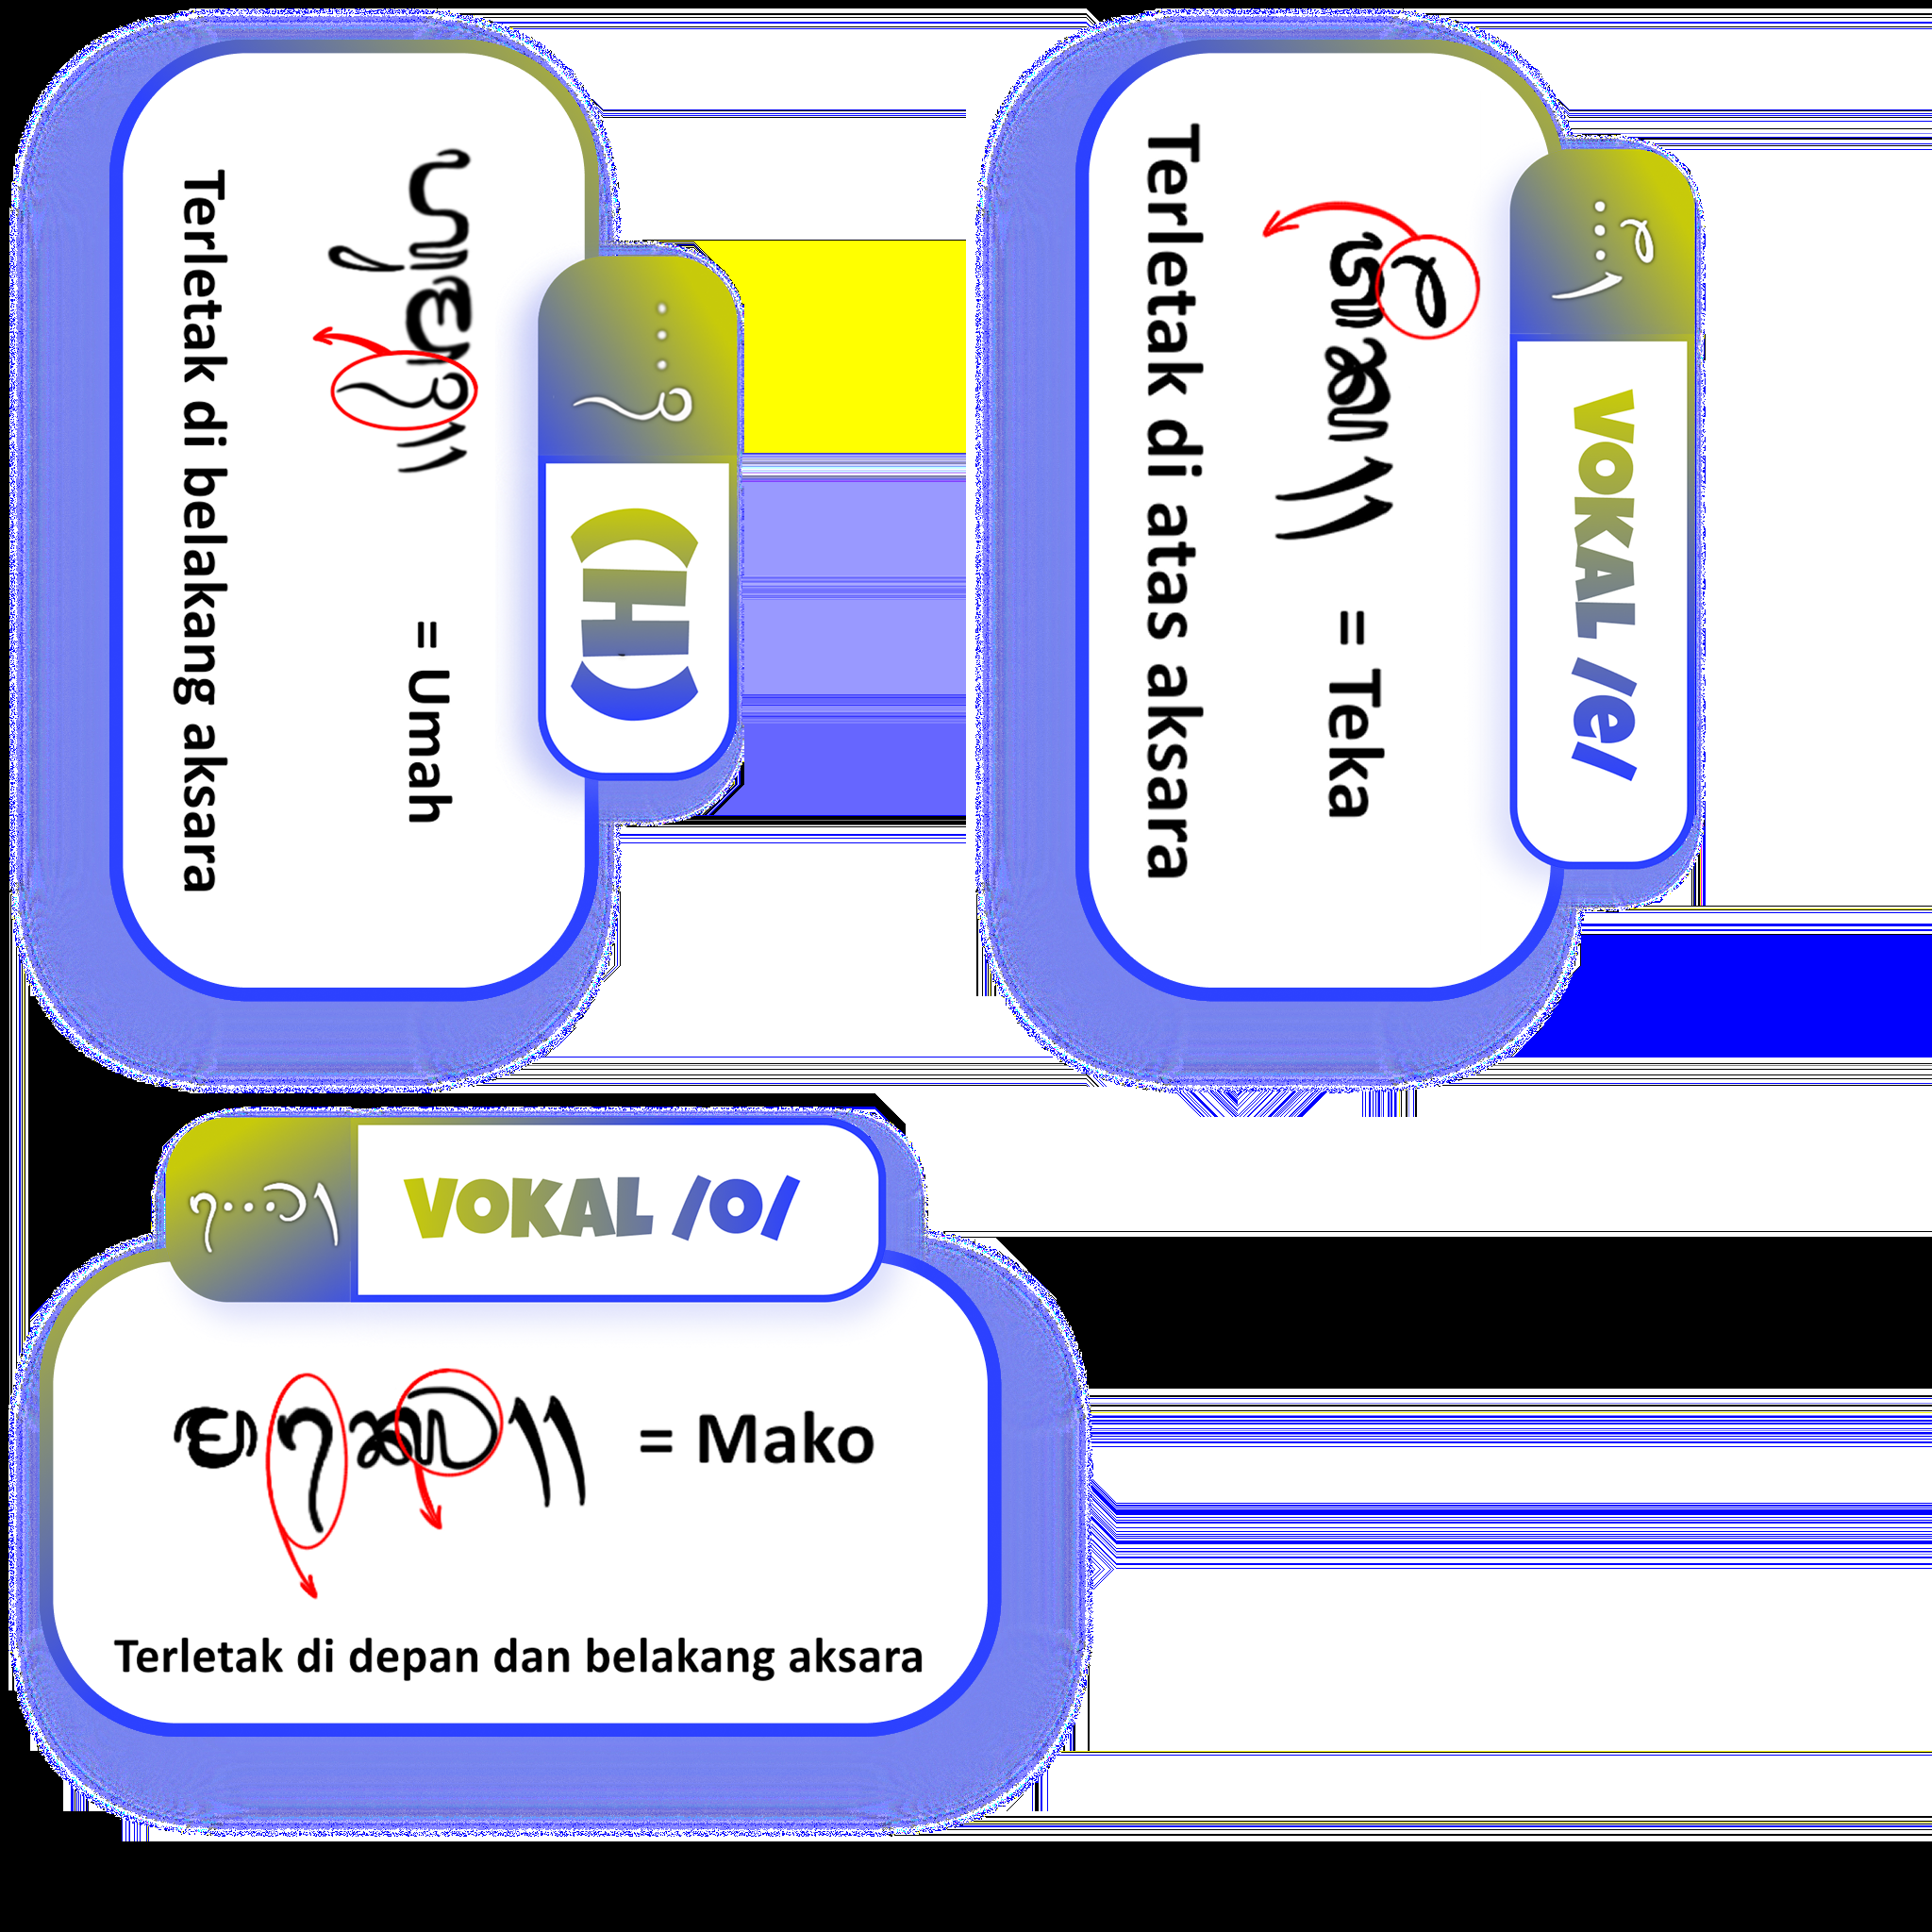 (H)
= Umah
Terletak di belakang aksara
VOKAL /e/
= Teka
Terletak di atas aksara
VOKAL /o/
= Mako
Terletak di depan dan belakang aksara